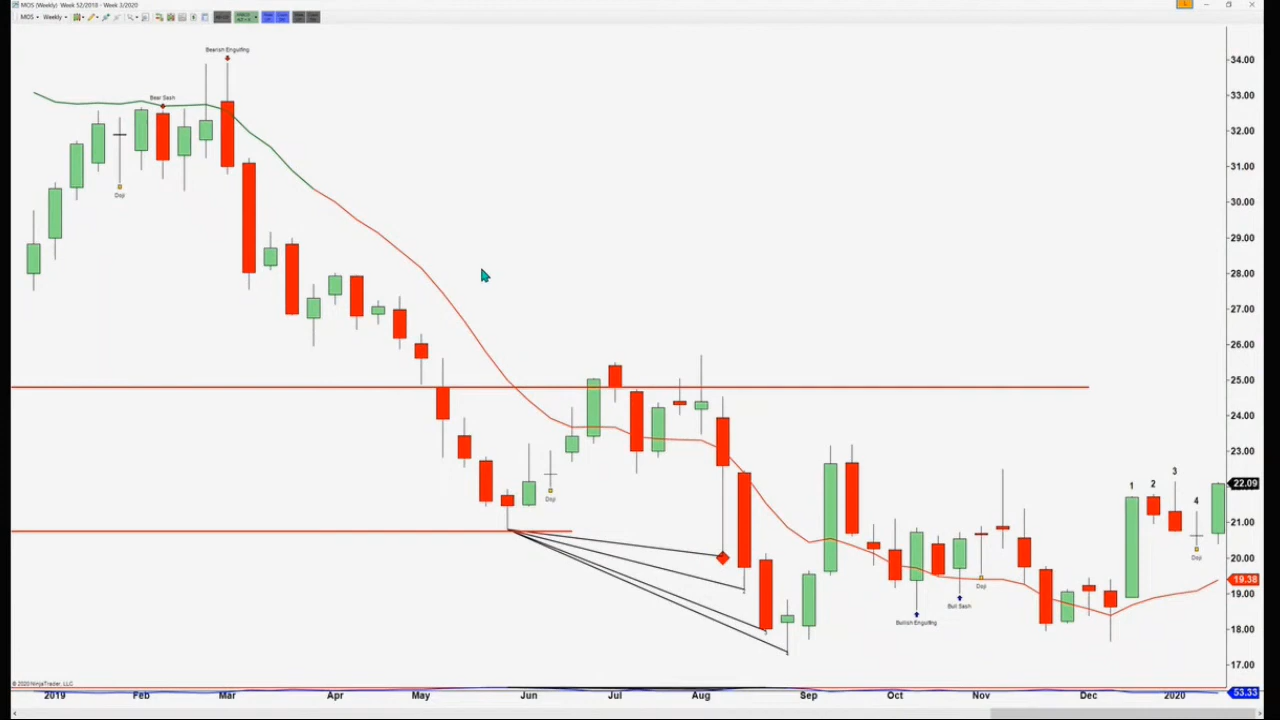 MOS (Weekly) Week 52/2018 - Week 3/2020
MOS Weekly
Bearish Engulfing
Bear Sash
Doji
Doji
Bullish Engulfing
Bull Sash
Doji
1
2
3
4
Doji
34.00
33.00
32.00
31.00
30.00
29.00
28.00
27.00
26.00
25.00
24.00
23.00
22.09
21.00
20.00
19.38
19.00
18.00
17.00
53.33
© 2020 NinjaTrader, LLC
2019 Feb Mar Apr May Jun Jul Aug Sep Oct Nov Dec 2020